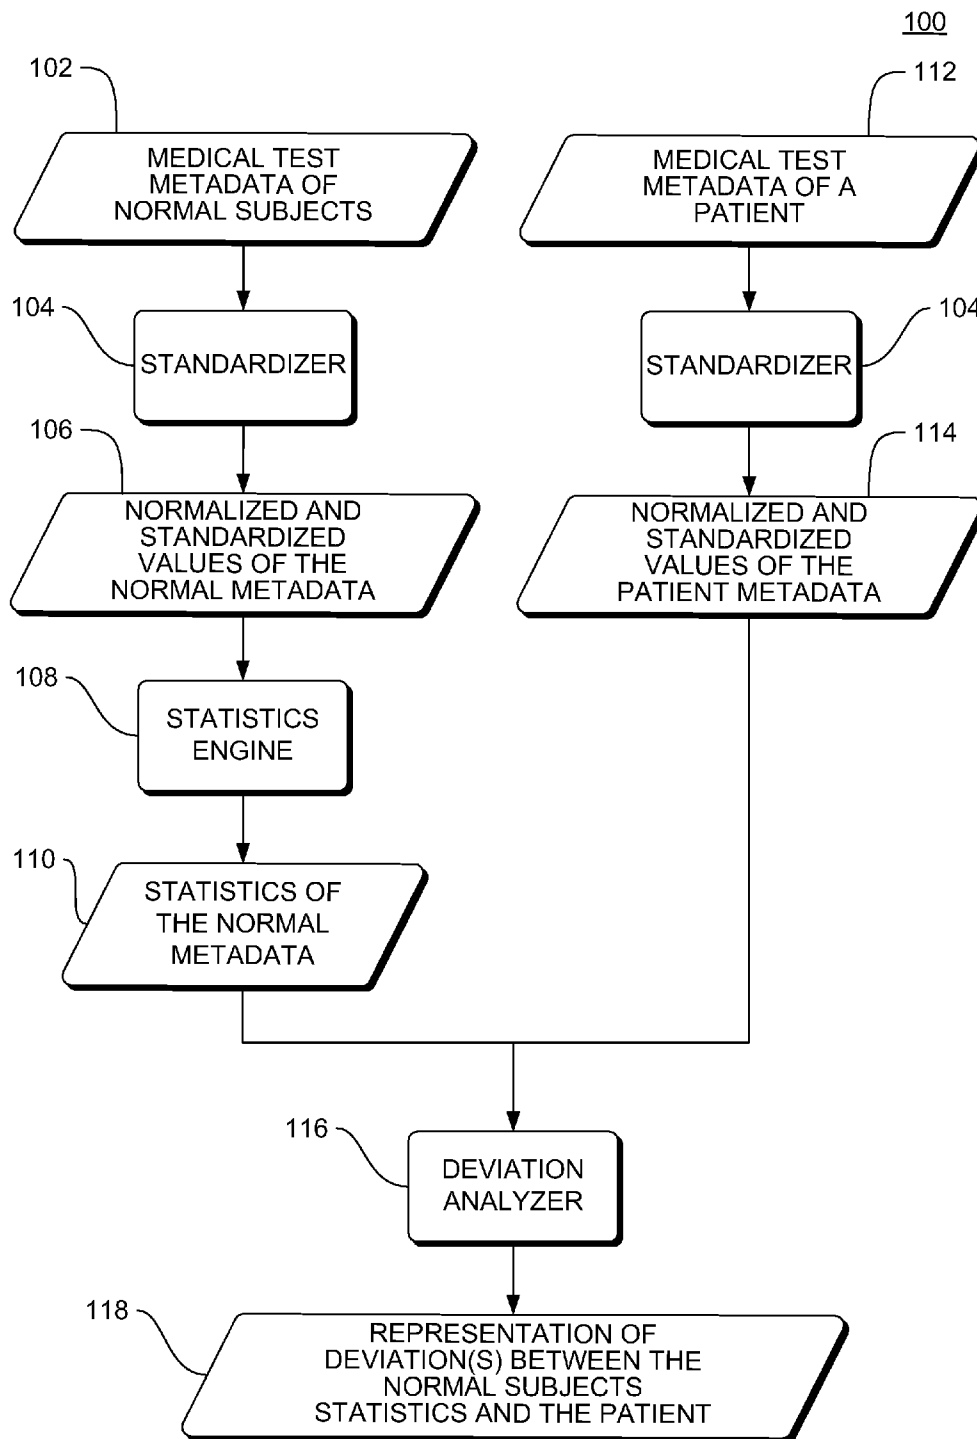 100
102
112
MEDICAL TEST
METADATA OF
NORMAL SUBJECTS
MEDICAL TEST
METADATA OF A
PATIENT
104
STANDARDIZER
STANDARDIZER
104
106
NORMALIZED AND
STANDARDIZED
VALUES OF THE
NORMAL METADATA
114
NORMALIZED AND
STANDARDIZED
VALUES OF THE
PATIENT METADATA
108
STATISTICS
ENGINE
110
STATISTICS OF
THE NORMAL
METADATA
116
DEVIATION
ANALYZER
118
REPRESENTATION OF
DEVIATION(S) BETWEEN THE
NORMAL SUBJECTS
STATISTICS AND THE PATIENT